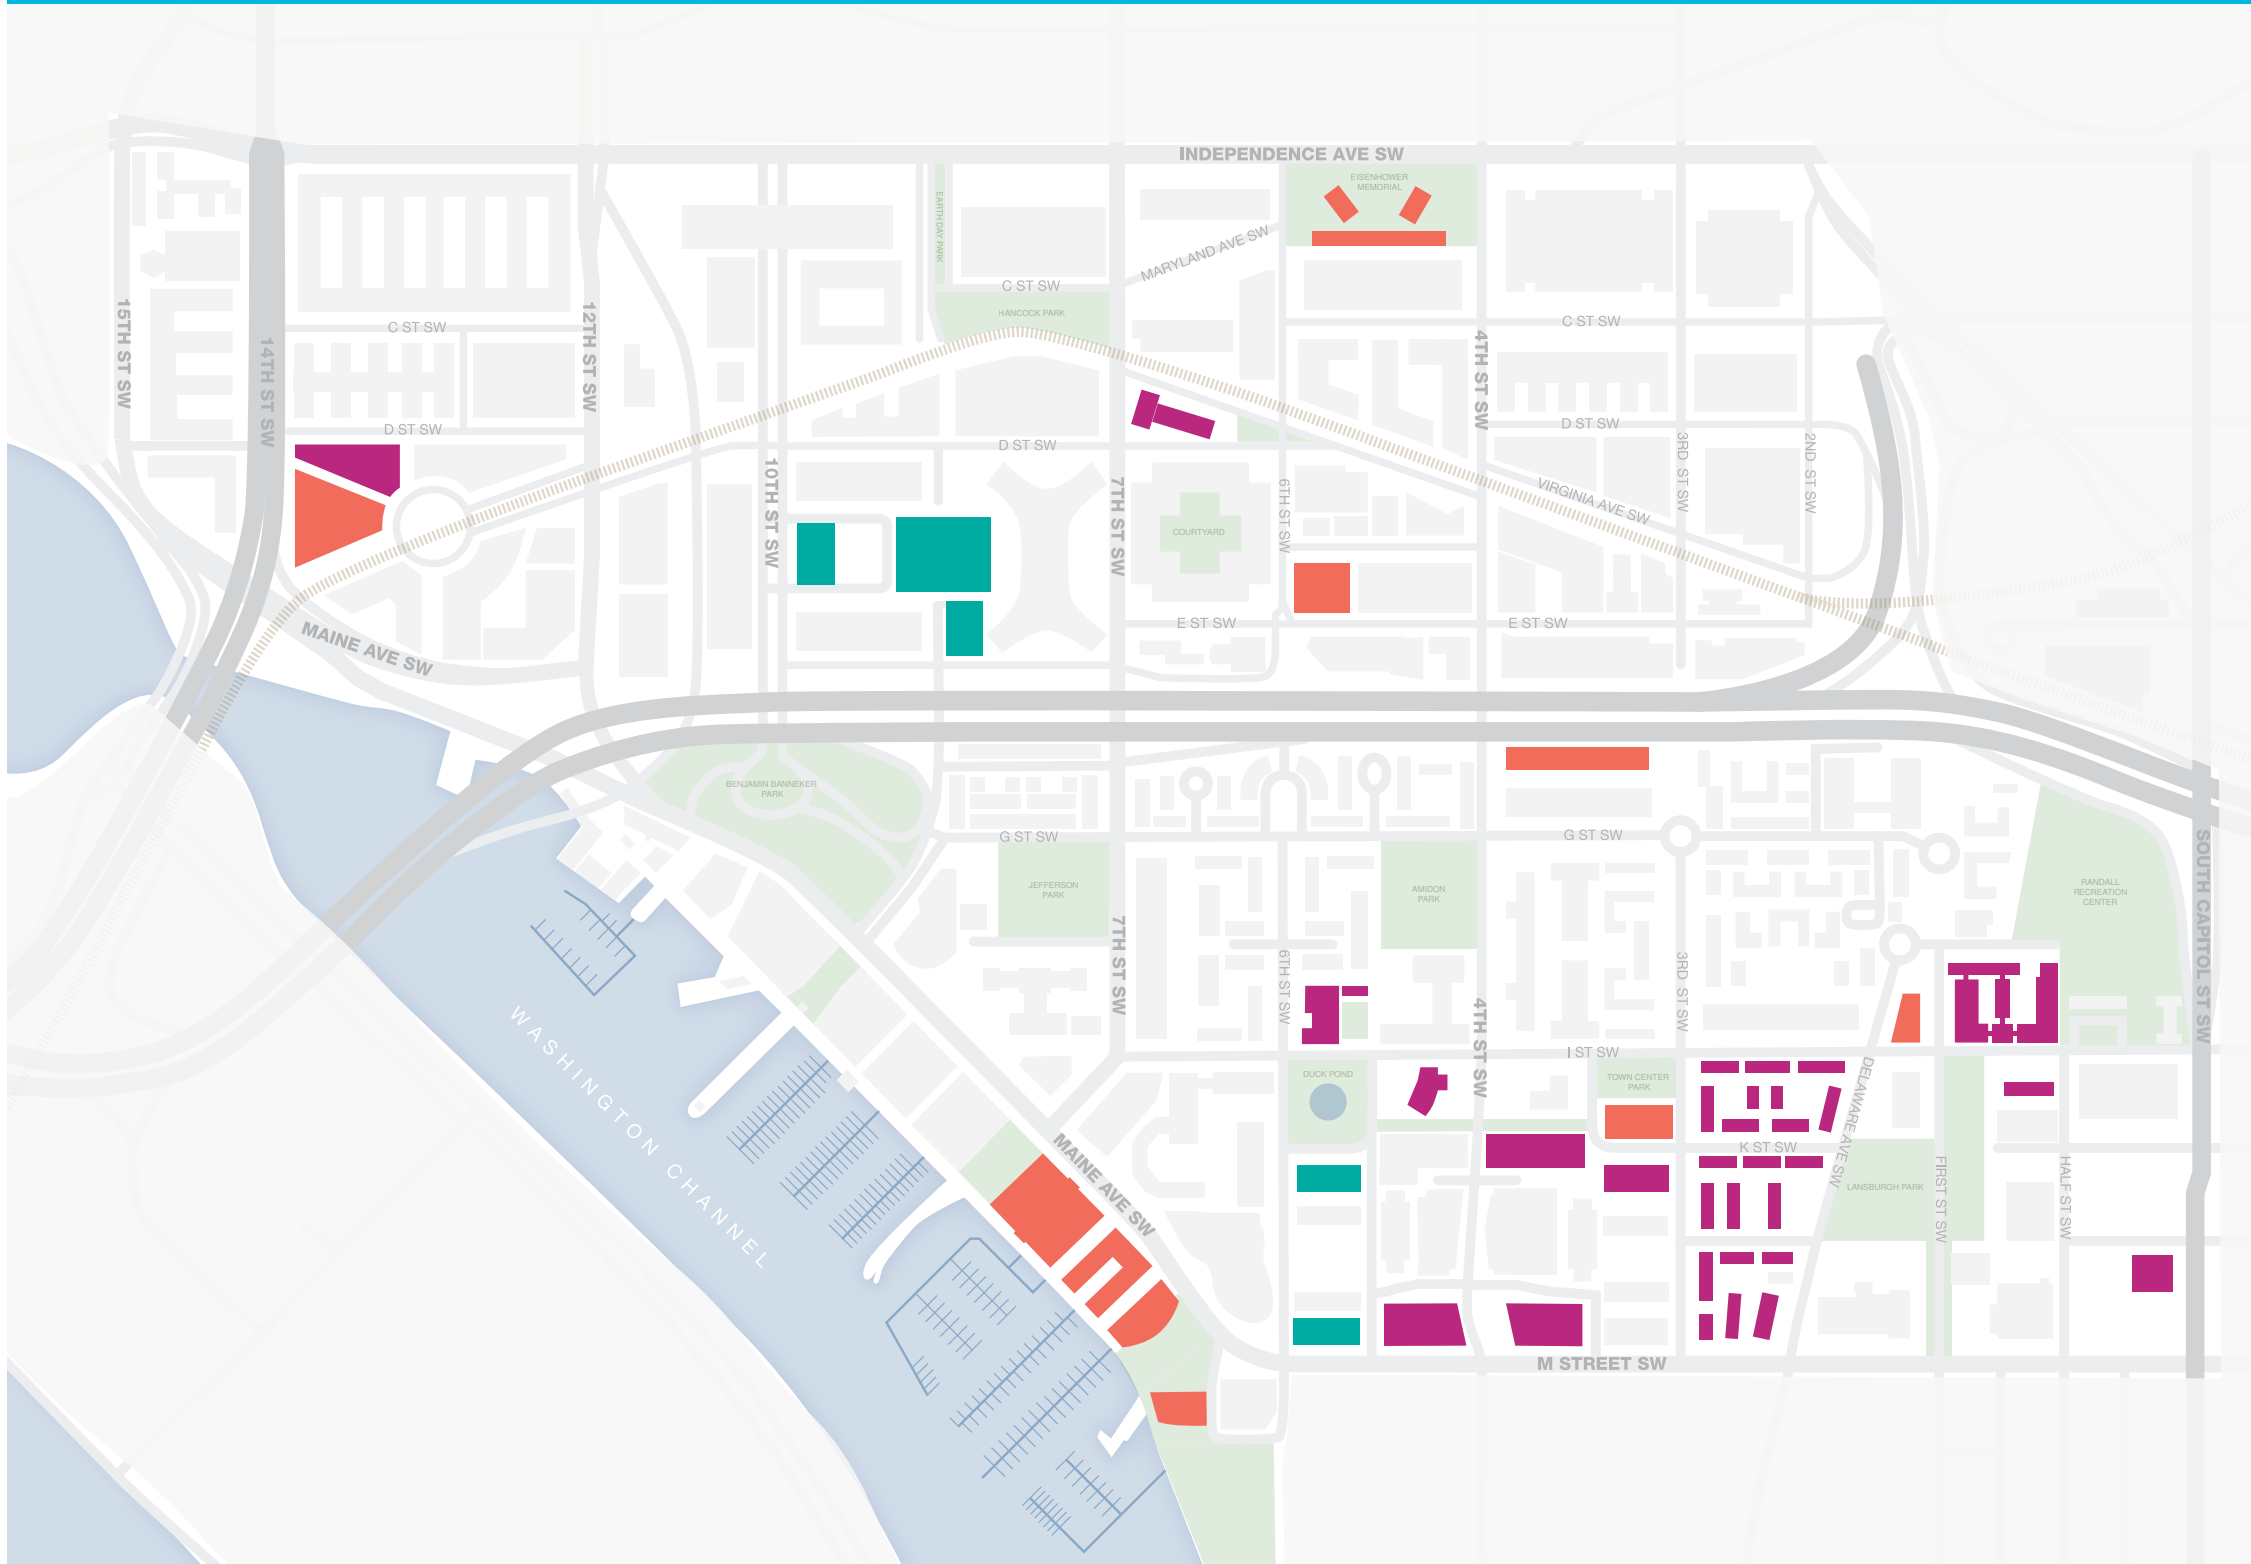 INDEPENDENCE AVE SW
EISENHOWER
MEMORIAL
EARTH DAY PARK
MARYLAND AVE SW
C ST SW
HANCOCK PARK
C ST SW
C ST SW
15TH ST SW
14TH ST SW
12TH ST SW
4TH ST SW
D ST SW
D ST SW
D ST SW
3RD ST SW
2ND ST SW
10TH ST SW
7TH ST SW
6TH ST SW
VIRGINIA AVE SW
COURTYARD
MAINE AVE SW
E ST SW
E ST SW
BENJAMIN BANNEKER
PARK
G ST SW
G ST SW
SOUTH CAPITOL ST SW
JEFFERSON
PARK
AMIDON
PARK
RANDALL
RECREATION
CENTER
7TH ST SW
6TH ST SW
3RD ST SW
4TH ST SW
WASHINGTON CHANNEL
I ST SW
DUCK POND
TOWN CENTER
PARK
DELAWARE AVE SW
MAINE AVE SW
K ST SW
LANSBURGH PARK
FIRST ST SW
HALF ST SW
M STREET SW